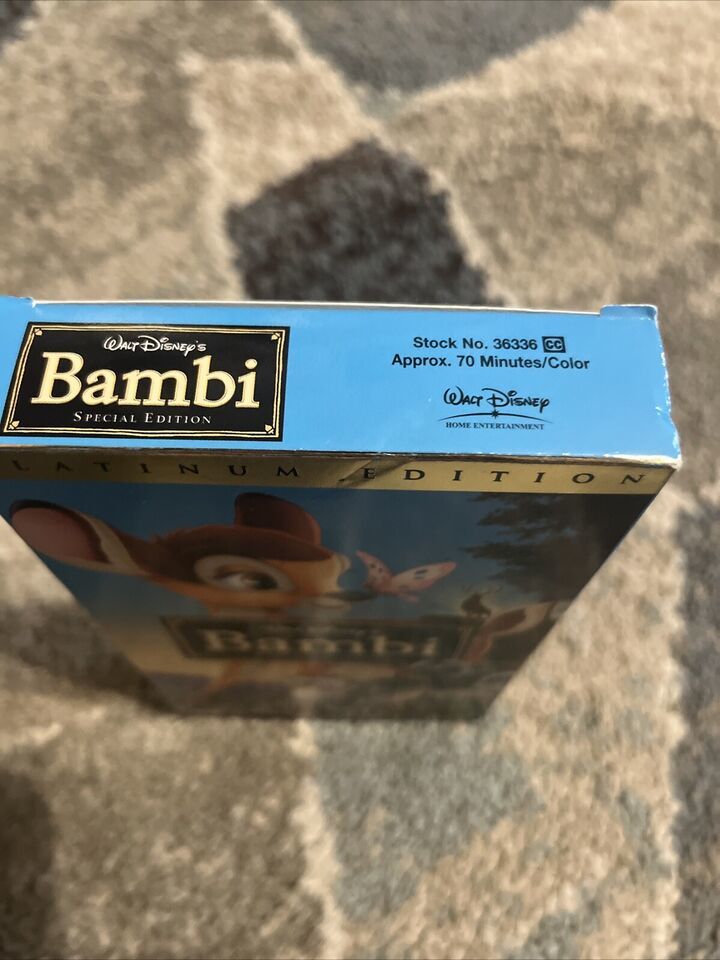 WALT DISNEY'S
Bambi
SPECIAL EDITION
Stock No. 36336 CC
Approx. 70 Minutes/Color
WALT DISNEY
HOME ENTERTAINMENT
LATINUM EDITION
Bambi